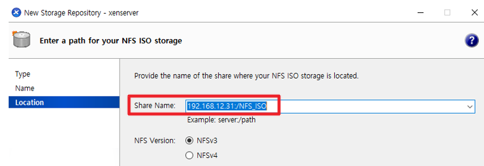 New Storage Repository - xenserver
Enter a path for your NFS ISO storage
Type
Name
Location
Provide the name of the share where your NFS ISO storage is located.
Share Name: 192.168.12.31:/NFS_ISO
Example: server:/path
NFS Version: NFSv3
NFSv4